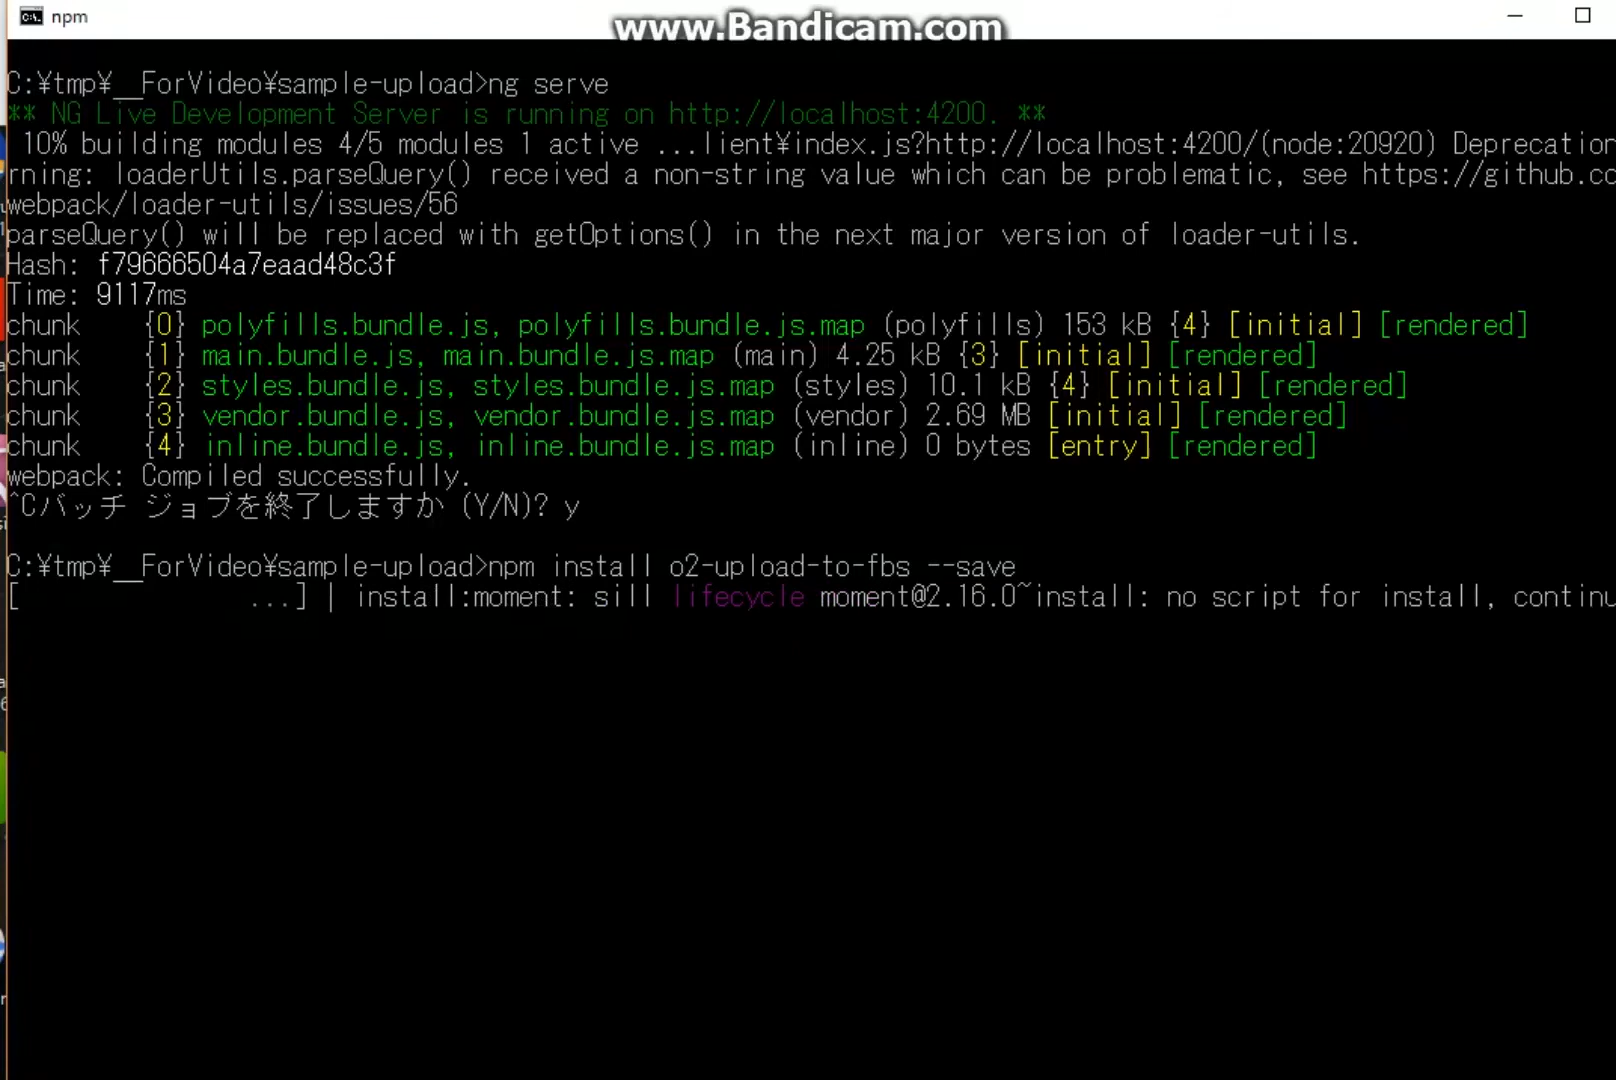 npm
www.Bandicam.com
C:¥tmp¥__ForVideo¥sample-upload>ng serve
** NG Live Development Server is running on http://localhost:4200. **
10% building modules 4/5 modules 1 active ...lient¥index.js?http://localhost:4200/(node:20920) Deprecation
rning: loaderUtils.parseQuery() received a non-string value which can be problematic, see https://github.co
webpack/loader-utils/issues/56
parseQuery() will be replaced with getOptions() in the next major version of loader-utils.
Hash: f79666504a7eaad48c3f
Time: 9117ms
chunk {0} polyfills.bundle.js, polyfills.bundle.js.map (polyfills) 153 kB {4} [initial] [rendered]
chunk {1} main.bundle.js, main.bundle.js.map (main) 4.25 kB {3} [initial] [rendered]
chunk {2} styles.bundle.js, styles.bundle.js.map (styles) 10.1 kB {4} [initial] [rendered]
chunk {3} vendor.bundle.js, vendor.bundle.js.map (vendor) 2.69 MB [initial] [rendered]
chunk {4} inline.bundle.js, inline.bundle.js.map (inline) 0 bytes [entry] [rendered]
webpack: Compiled successfully.
^Cバッチ ジョブを終了しますか (Y/N)? y
C:¥tmp¥__ForVideo¥sample-upload>npm install o2-upload-to-fbs --save
[ ...] | install:moment: sill lifecycle moment@2.16.0~install: no script for install, continu